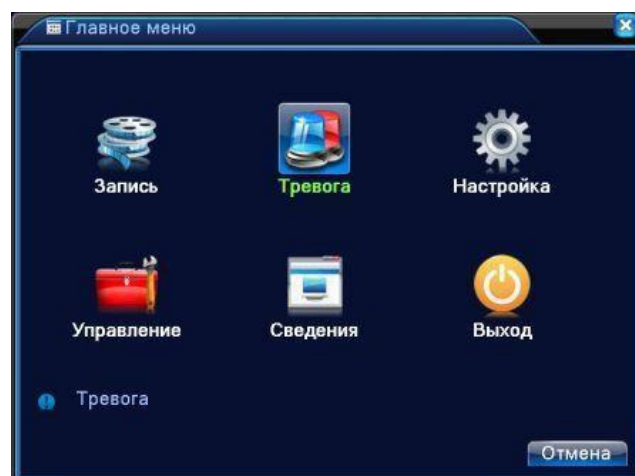 Главное меню
Запись Тревога Настройка
Управление Сведения Выход
Тревога
Отмена